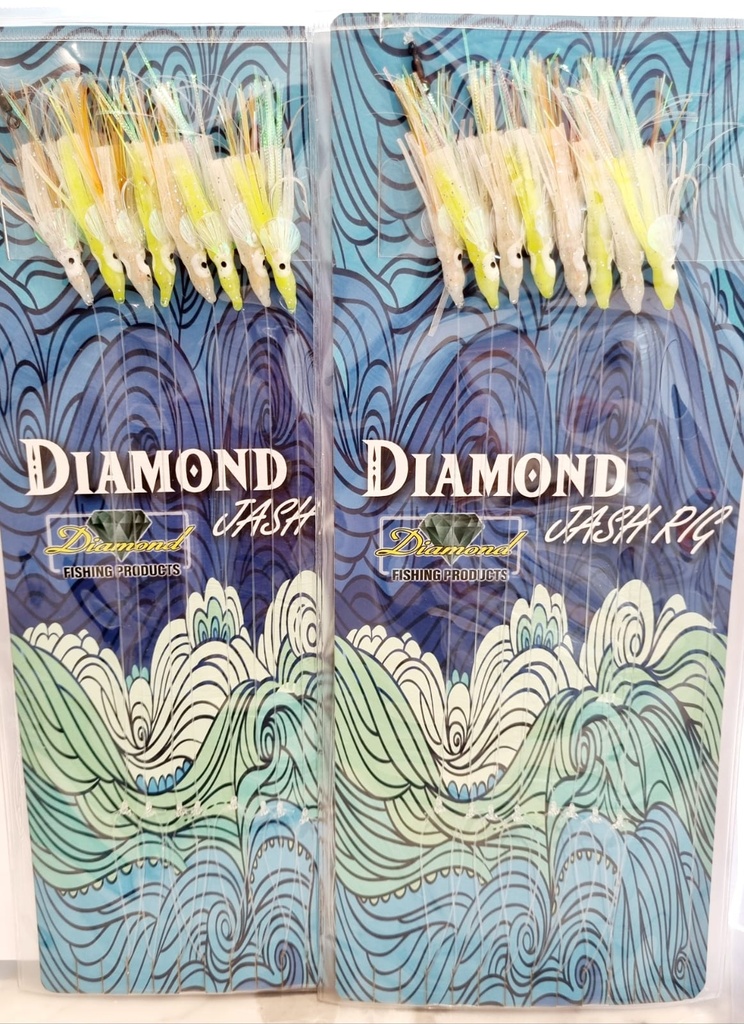 DIAMOND
JASH
Diamond
FISHING PRODUCTS
DIAMOND
JASH RIG
Diamond
FISHING PRODUCTS